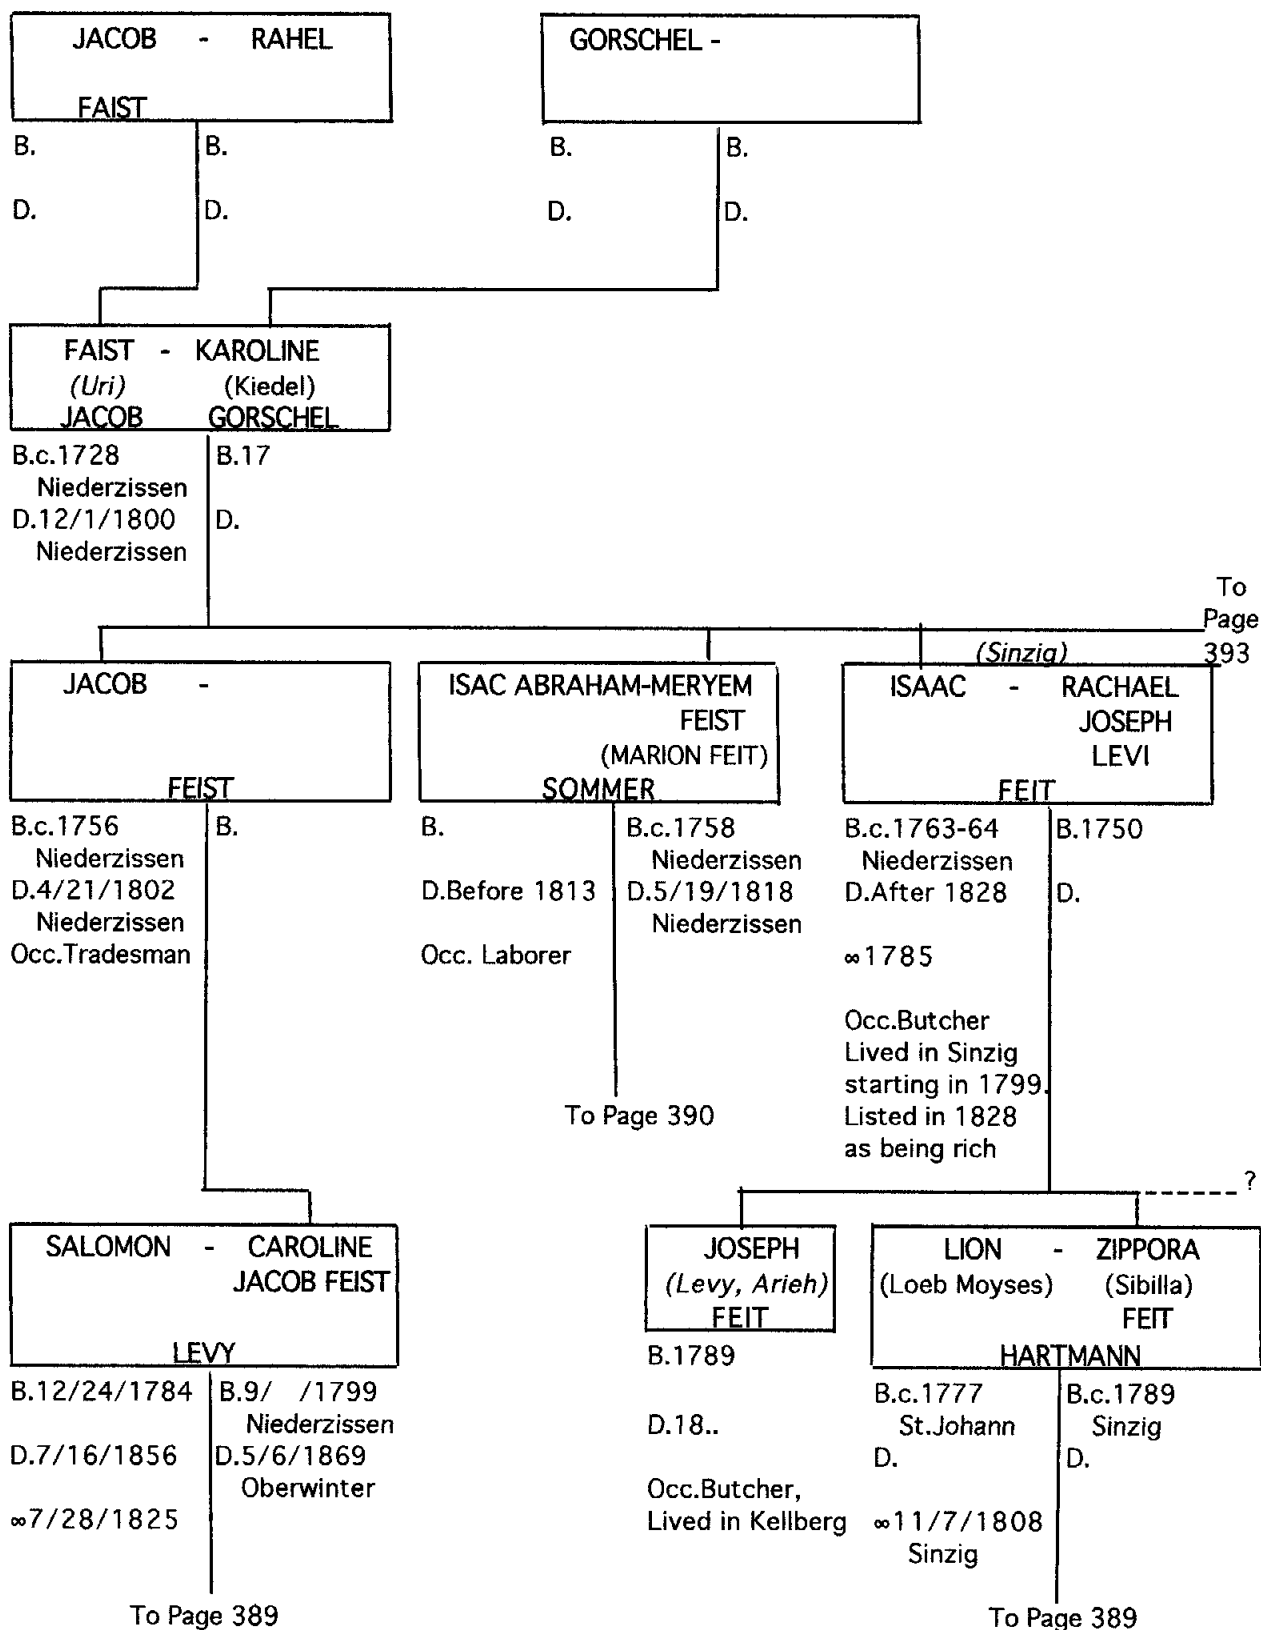 JACOB - RAHEL
FAIST
B. B.
D. D.
GORSCHEL -
B. B.
D. D.
FAIST - KAROLINE
(Uri) (Kiedel)
JACOB GORSCHEL
B.c.1728 B.17
Niederzissen
D.12/1/1800 D.
Niederzissen
To
Page
393
JACOB -
FEIST
B.c.1756 B.
Niederzissen
D.4/21/1802
Niederzissen
Occ.Tradesman
ISAC ABRAHAM-MERYEM
FEIST
(MARION FEIT)
SOMMER
B. B.c.1758
Niederzissen
D.Before 1813 D.5/19/1818
Niederzissen
Occ. Laborer
To Page 390
(Sinzig)
ISAAC - RACHAEL
JOSEPH
LEVI
FEIT
B.c.1763-64 B.1750
Niederzissen
D.After 1828 D.
∞1785
Occ.Butcher
Lived in Sinzig
starting in 1799.
Listed in 1828
as being rich
?
SALOMON - CAROLINE
JACOB FEIST
LEVY
B.12/24/1784 B.9/ /1799
Niederzissen
D.7/16/1856 D.5/6/1869
Oberwinter
∞7/28/1825
To Page 389
JOSEPH
(Levy, Arieh)
FEIT
B.1789
D.18..
Occ.Butcher,
Lived in Kellberg
LION - ZIPPORA
(Loeb Moyses) (Sibilla)
FEIT
HARTMANN
B.c.1777 B.c.1789
St.Johann Sinzig
D. D.
∞11/7/1808
Sinzig
To Page 389